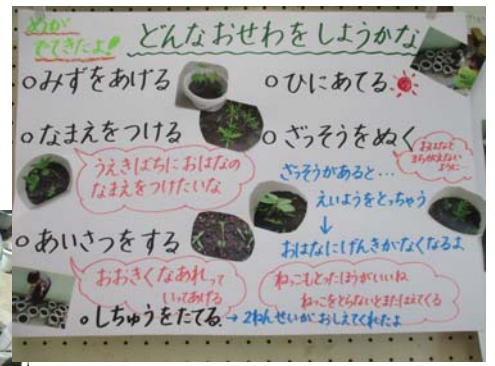 めが
でてきたよ!
どんなおせわをしようかな
○みずをあげる
○ひにあてる
○なまえをつける
うえきばちにおはなの
なまえをつけたいな
○ざっそうをぬく
おはなと
まちがえない
ように
ざっそうがあると…
えいようをとっちゃう
↓
おはなにげんきがなくなるよ
○あいさつをする
おおきくなあれって
いってあげる
ねっこもとったほうがいいね
ねっこをとらないとまたはえてくる
○しちゅうをたてる→2ねんせいがおしえてくれたよ